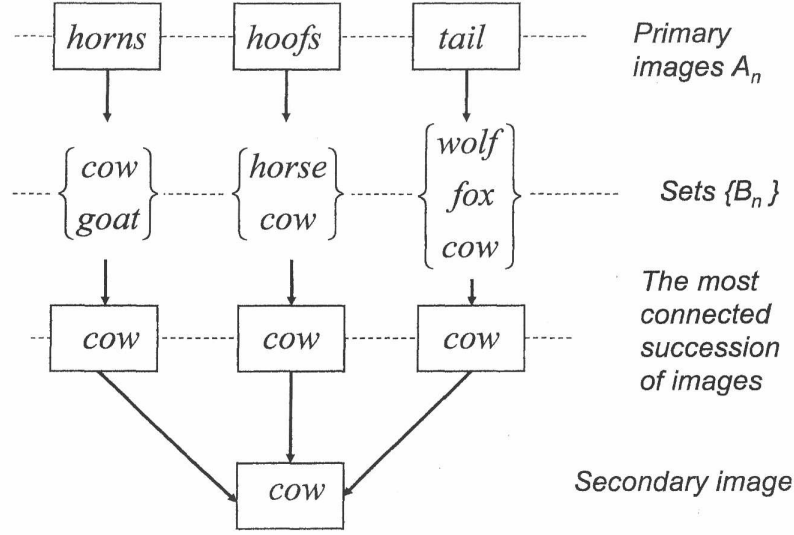 horns hoofs tail Primary
images Aₙ
cow horse wolf
goat cow fox
cow
Sets {Bₙ}
cow cow cow
The most
connected
succession
of images
cow
Secondary image